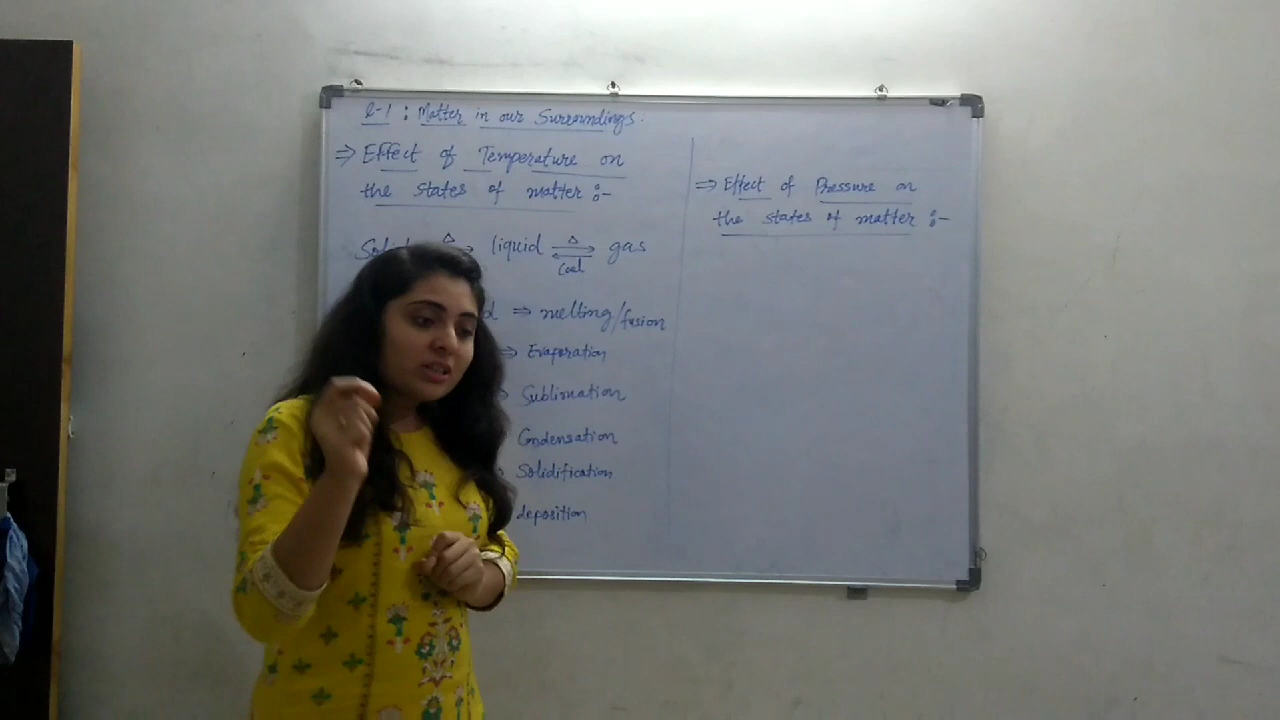 L-1 : Matter in our Surroundings.
⇒ Effect of Temperature on
the states of matter :-
Solid Δ liquid Δ ⇌ Cool gas
d ⇒ melting/fusion
⇒ Evaporation
Sublimation
Condensation
Solidification
deposition
⇒ Effect of Pressure on
the states of matter :-